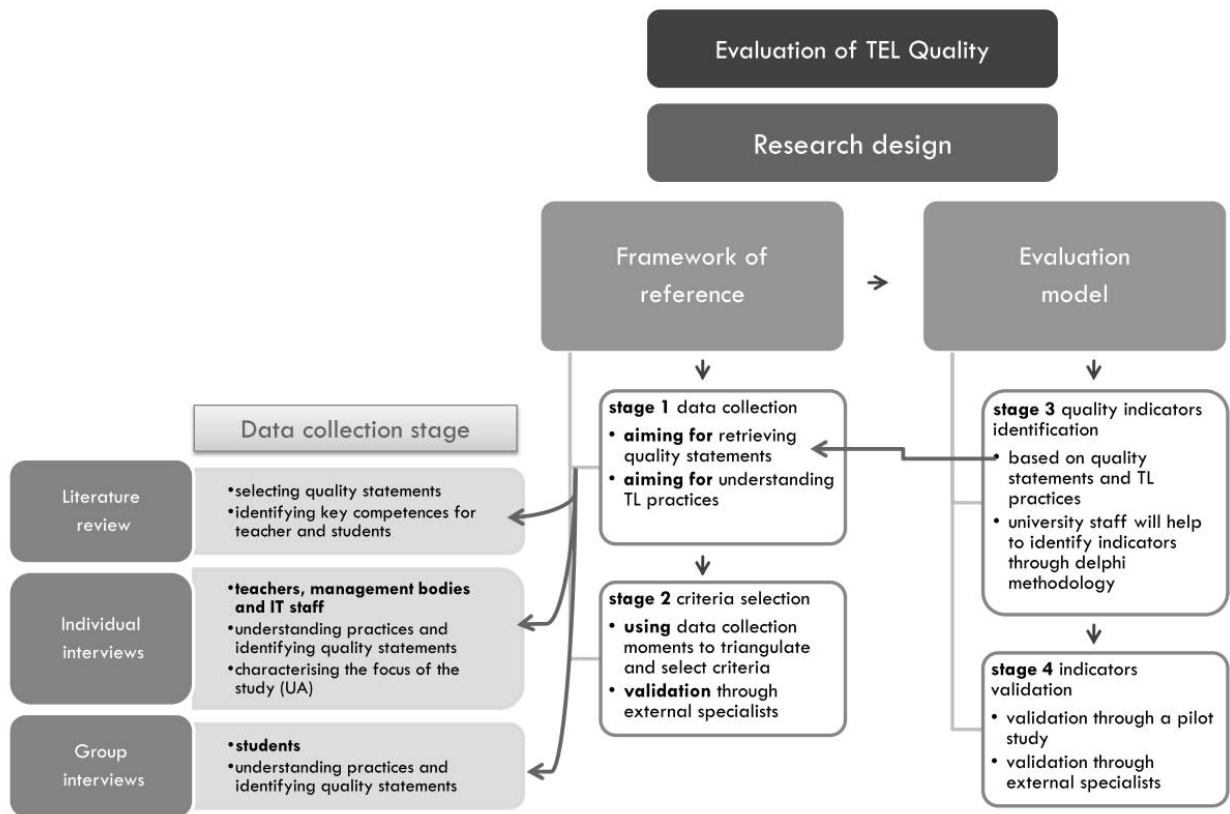 Evaluation of TEL Quality
Research design
Framework of
reference
Evaluation
model
stage 1 data collection
• aiming for retrieving
quality statements
• aiming for understanding
TL practices
stage 2 criteria selection
• using data collection
moments to triangulate
and select criteria
• validation through
external specialists
stage 3 quality indicators
identification
• based on quality
statements and TL
practices
• university staff will help
to identify indicators
through delphi
methodology
stage 4 indicators
validation
• validation through a pilot
study
• validation through
external specialists
Data collection stage
Literature
review
•selecting quality statements
•identifying key competences for
teacher and students
Individual
interviews
•teachers, management bodies
and IT staff
•understanding practices and
identifying quality statements
•characterising the focus of the
study (UA)
Group
interviews
•students
•understanding practices and
identifying quality statements